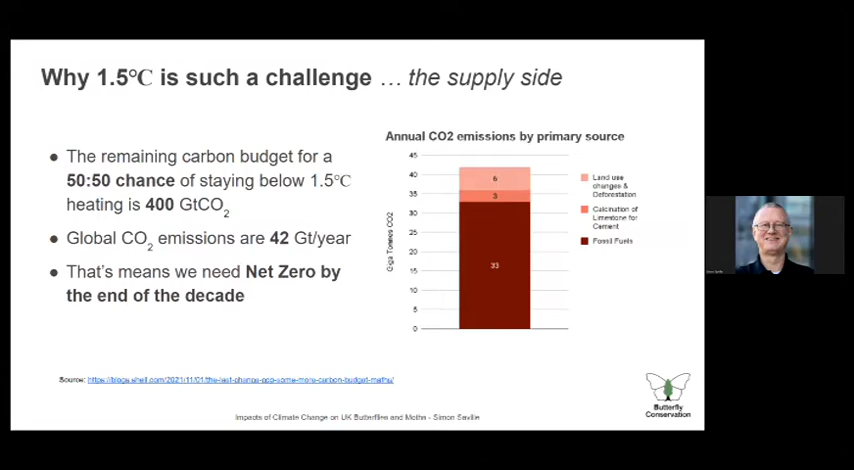 Why 1.5℃ is such a challenge … the supply side
● The remaining carbon budget for a
50:50 chance of staying below 1.5℃
heating is 400 GtCO2
● Global CO2 emissions are 42 Gt/year
● That's means we need Net Zero by
the end of the decade
Annual CO2 emissions by primary source
Giga Tonnes CO2
45
40
35
30
25
20
15
10
5
0
6
3
33
Land use
changes &
Deforestation
Calcination of
Limestone for
Cement
Fossil Fuels
Source: https://blogs.shell.com/2021/11/01/the-last-chance-cop-some-more-carbon-budget-maths/
Butterfly
Conservation
Impacts of Climate Change on UK Butterflies and Moths - Simon Saville